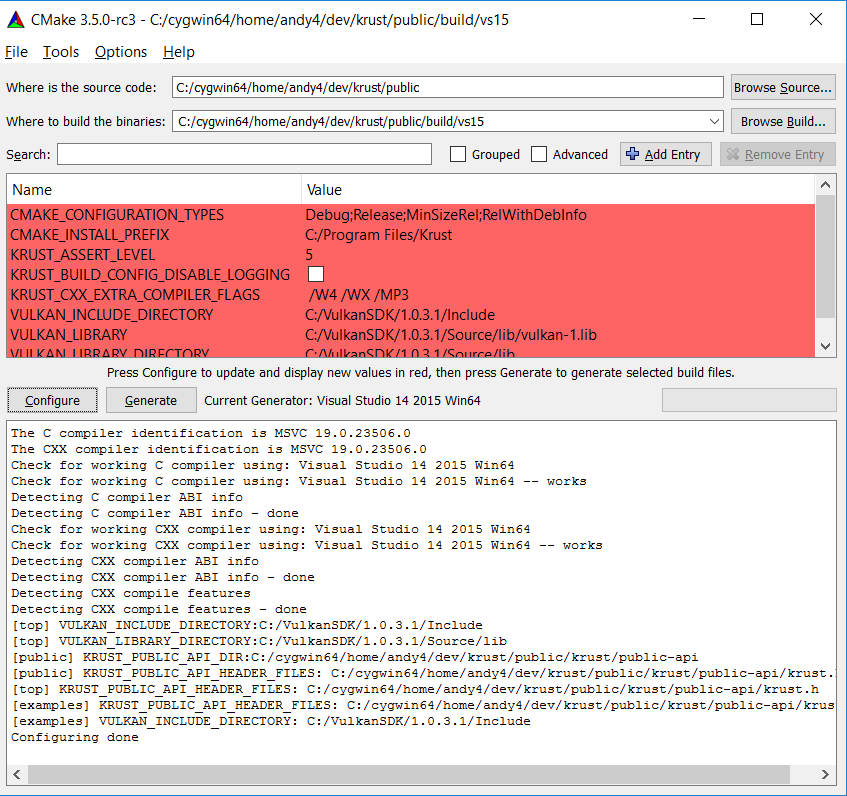 CMake 3.5.0-rc3 - C:/cygwin64/home/andy4/dev/krust/public/build/vs15
File Tools Options Help
Where is the source code: C:/cygwin64/home/andy4/dev/krust/public Browse Source...
Where to build the binaries: C:/cygwin64/home/andy4/dev/krust/public/build/vs15 Browse Build...
Search: Grouped Advanced Add Entry Remove Entry
Name Value
CMAKE_CONFIGURATION_TYPES Debug;Release;MinSizeRel;RelWithDebInfo
CMAKE_INSTALL_PREFIX C:/Program Files/Krust
KRUST_ASSERT_LEVEL 5
KRUST_BUILD_CONFIG_DISABLE_LOGGING
KRUST_CXX_EXTRA_COMPILER_FLAGS /W4 /WX /MP3
VULKAN_INCLUDE_DIRECTORY C:/VulkanSDK/1.0.3.1/Include
VULKAN_LIBRARY C:/VulkanSDK/1.0.3.1/Source/lib/vulkan-1.lib
VULKAN_LIBRARY_DIRECTORY C:/VulkanSDK/1.0.3.1/Source/lib
Press Configure to update and display new values in red, then press Generate to generate selected build files.
Configure Generate Current Generator: Visual Studio 14 2015 Win64
The C compiler identification is MSVC 19.0.23506.0
The CXX compiler identification is MSVC 19.0.23506.0
Check for working C compiler using: Visual Studio 14 2015 Win64
Check for working C compiler using: Visual Studio 14 2015 Win64 -- works
Detecting C compiler ABI info
Detecting C compiler ABI info - done
Check for working CXX compiler using: Visual Studio 14 2015 Win64
Check for working CXX compiler using: Visual Studio 14 2015 Win64 -- works
Detecting CXX compiler ABI info
Detecting CXX compiler ABI info - done
Detecting CXX compile features
Detecting CXX compile features - done
[top] VULKAN_INCLUDE_DIRECTORY:C:/VulkanSDK/1.0.3.1/Include
[top] VULKAN_LIBRARY_DIRECTORY:C:/VulkanSDK/1.0.3.1/Source/lib
[public] KRUST_PUBLIC_API_DIR:C:/cygwin64/home/andy4/dev/krust/public/krust/public-api
[public] KRUST_PUBLIC_API_HEADER_FILES: C:/cygwin64/home/andy4/dev/krust/public/krust/public-api/krust.
[top] KRUST_PUBLIC_API_HEADER_FILES: C:/cygwin64/home/andy4/dev/krust/public/krust/public-api/krust.h
[examples] KRUST_PUBLIC_API_HEADER_FILES: C:/cygwin64/home/andy4/dev/krust/public/krust/public-api/krus
[examples] VULKAN_INCLUDE_DIRECTORY: C:/VulkanSDK/1.0.3.1/Include
Configuring done